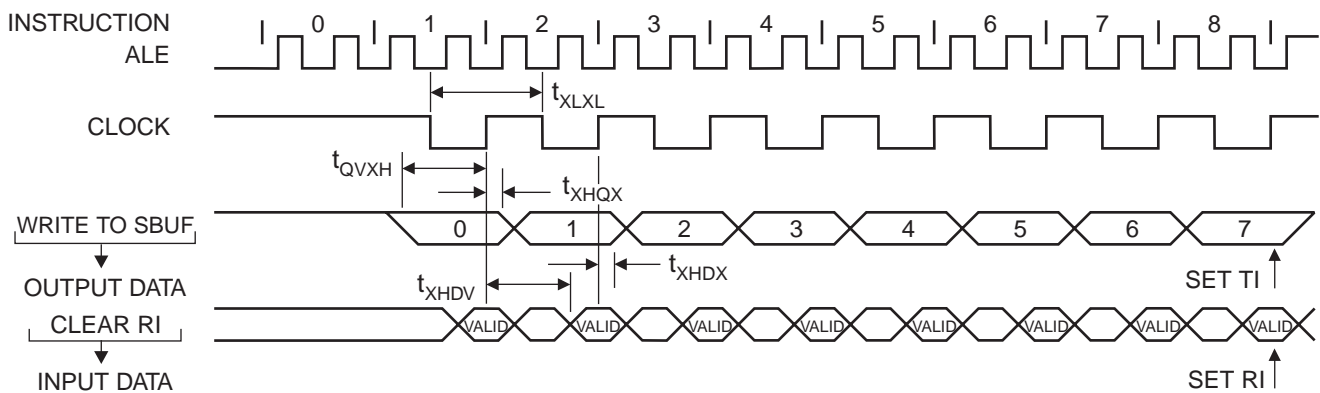 INSTRUCTION 0 1 2 3 4 5 6 7 8
ALE
tXLXL
CLOCK
tQVXH
tXHQX
WRITE TO SBUF
0 1 2 3 4 5 6 7
tXHDX
tXHDV
SET TI
OUTPUT DATA
CLEAR RI
VALID VALID VALID VALID VALID VALID VALID VALID
INPUT DATA
SET RI